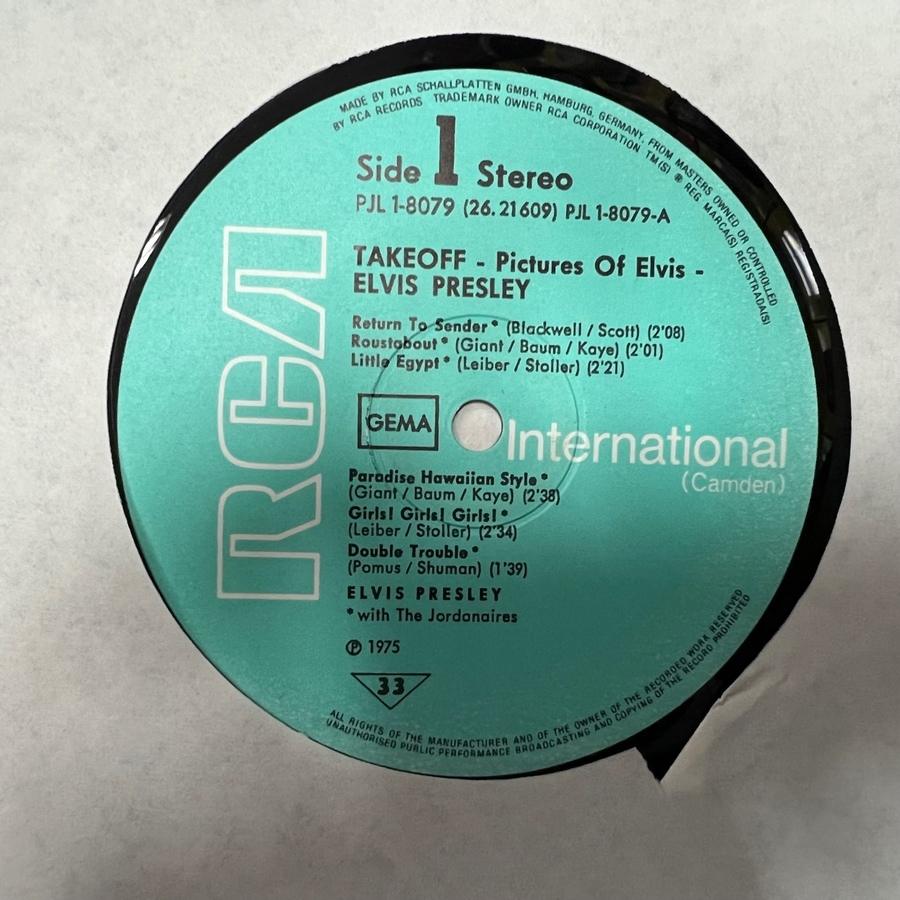 MADE BY RCA SCHALLPLATTEN GMBH, HAMBURG, GERMANY, FROM MASTERS OWNED OR CONTROLLED
BY RCA RECORDS TRADEMARK OWNER RCA CORPORATION TM(S) ® REG. MARCA(S) REGISTRADA(S)
Side 1 Stereo
PJL 1-8079 (26.21609) PJL 1-8079-A
TAKEOFF - Pictures Of Elvis -
ELVIS PRESLEY
Return To Sender* (Blackwell / Scott) (2'08)
Roustabout* (Giant / Baum / Kaye) (2'01)
Little Egypt* (Leiber / Stoller) (2'21)
RCA
GEMA
International
(Camden)
Paradise Hawaiian Style*
(Giant / Baum / Kaye) (2'38)
Girls! Girls! Girls!*
(Leiber / Stoller) (2'34)
Double Trouble*
(Pomus / Shuman) (1'39)
ELVIS PRESLEY
*with The Jordanaires
℗ 1975
33
ALL RIGHTS OF THE MANUFACTURER AND OF THE OWNER OF THE RECORDED WORK RESERVED
UNAUTHORISED PUBLIC PERFORMANCE BROADCASTING AND COPYING OF THE RECORD PROHIBITED